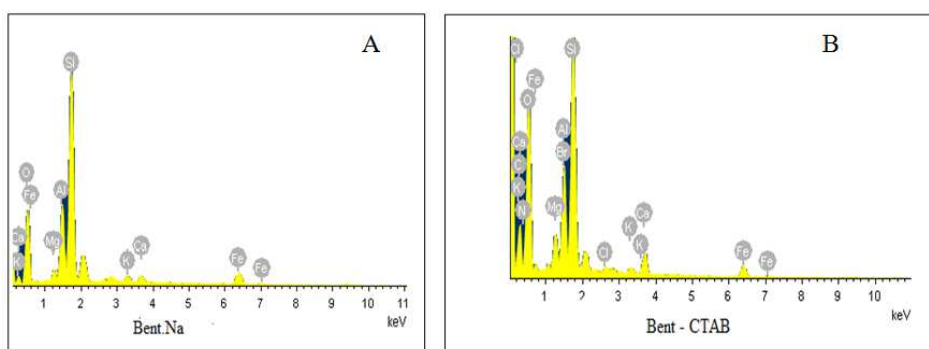 A
Si
O
Fe
Al
Ca
Mg
K
K
Ca
Fe
Fe
1 2 3 4 5 6 7 8 9 10 11
keV
Bent.Na
B
Cl
Si
Fe
O
Ca
Al
C
Br
K
N
Mg
Cl
K
Ca
K
Fe
Fe
1 2 3 4 5 6 7 8 9 10
keV
Bent - CTAB